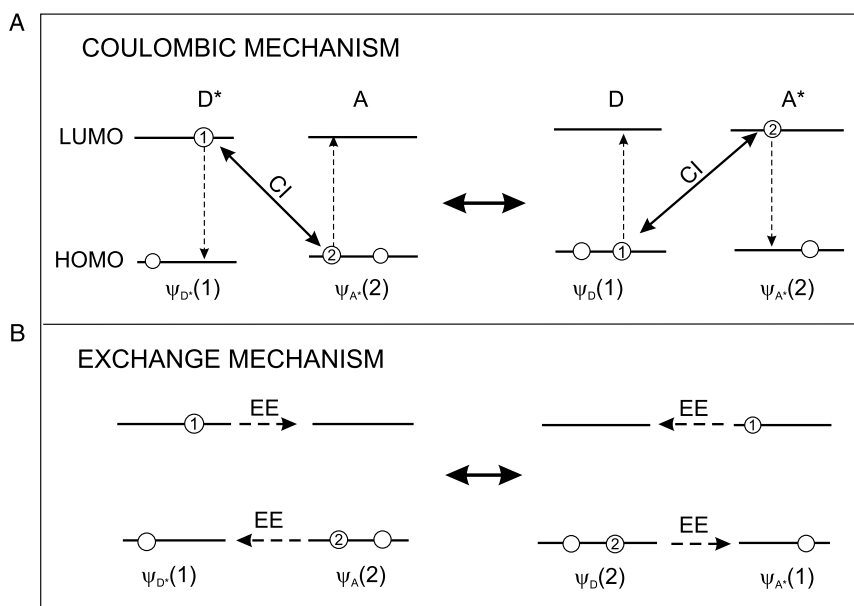 A
COULOMBIC MECHANISM
D* A D A*
LUMO 1 2
CI CI
HOMO 2 1
ψD*(1) ψA*(2) ψD(1) ψA*(2)
B
EXCHANGE MECHANISM
EE EE
1 1
EE EE
2 2
ψD*(1) ψA(2) ψD(2) ψA*(1)